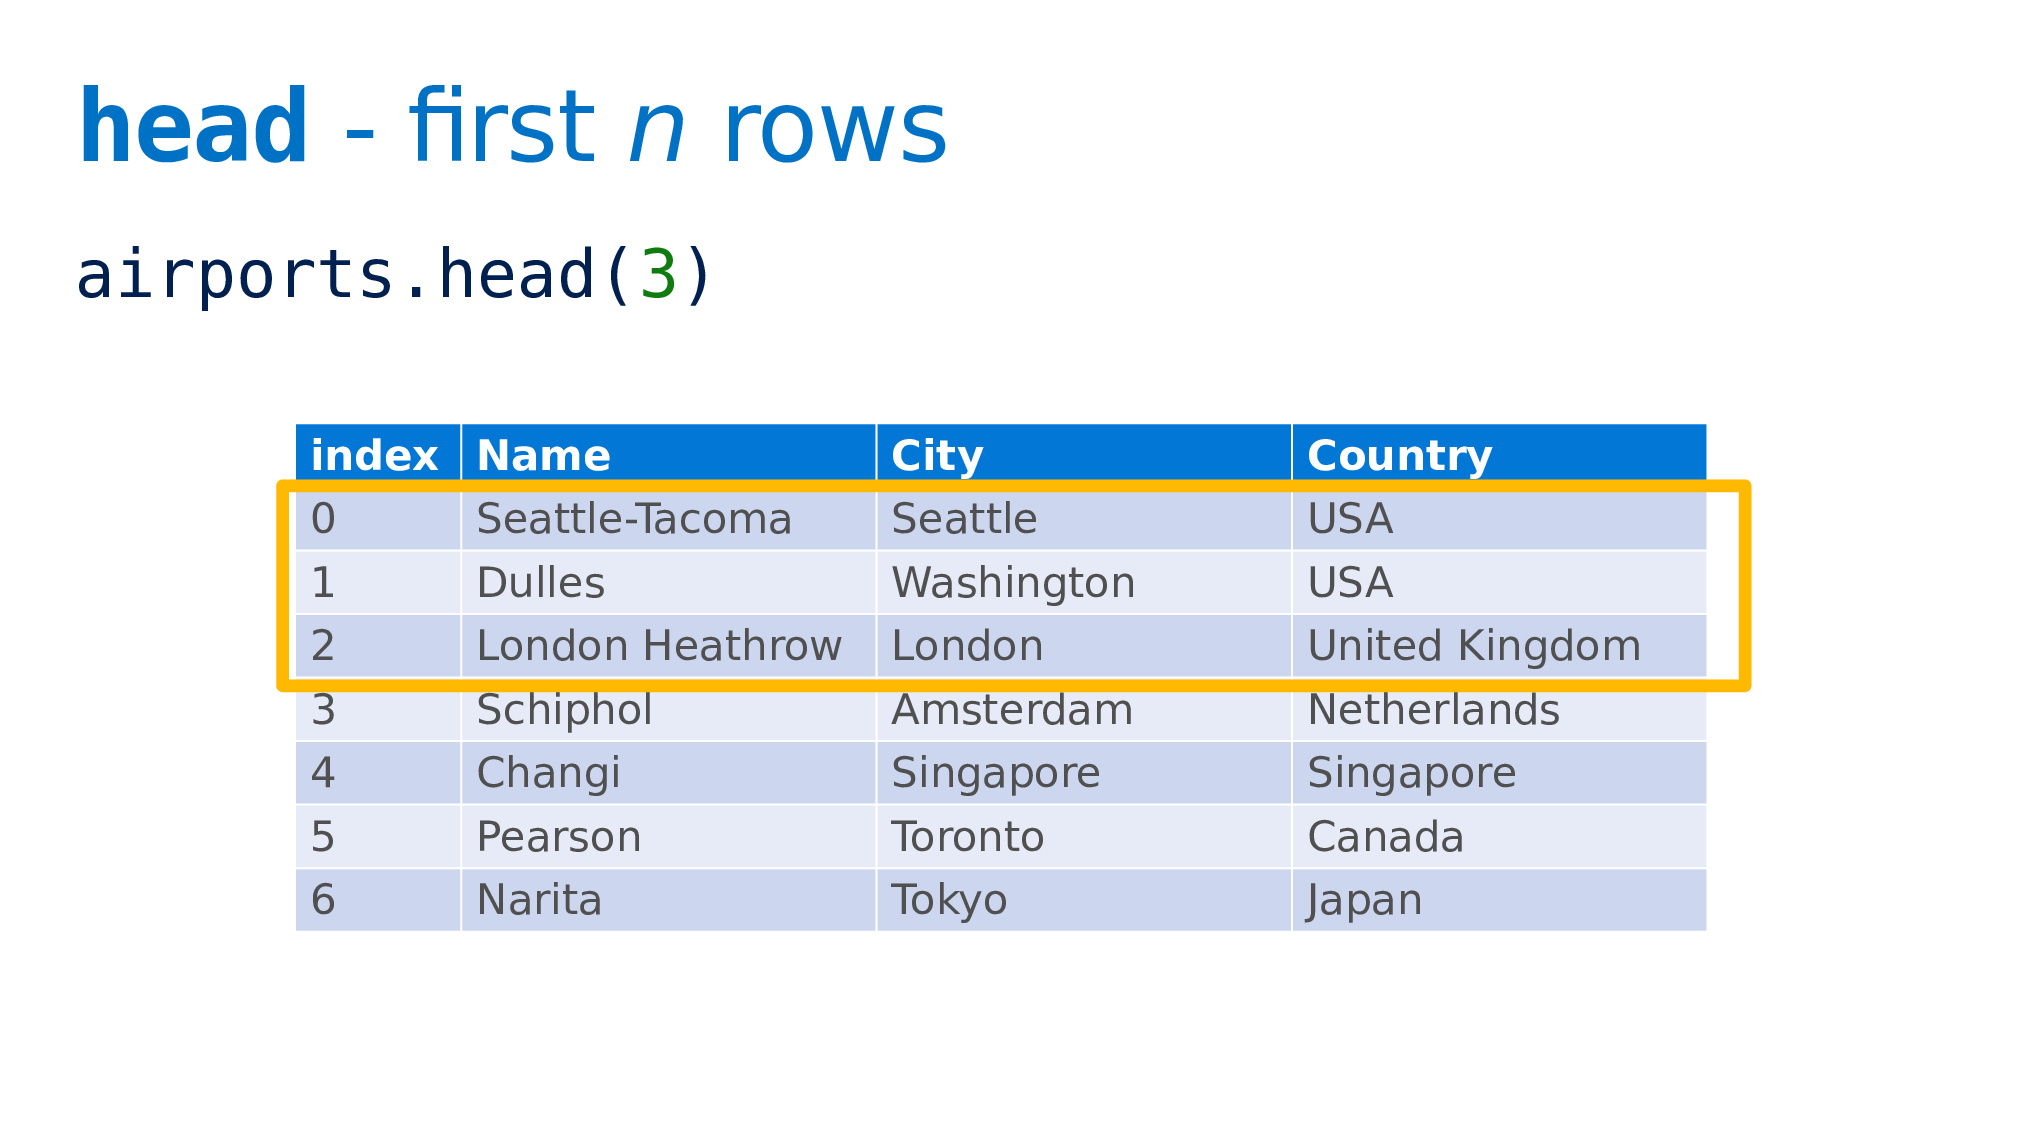 head - first n rows
airports.head(3)
index Name City Country
0 Seattle-Tacoma Seattle USA
1 Dulles Washington USA
2 London Heathrow London United Kingdom
3 Schiphol Amsterdam Netherlands
4 Changi Singapore Singapore
5 Pearson Toronto Canada
6 Narita Tokyo Japan